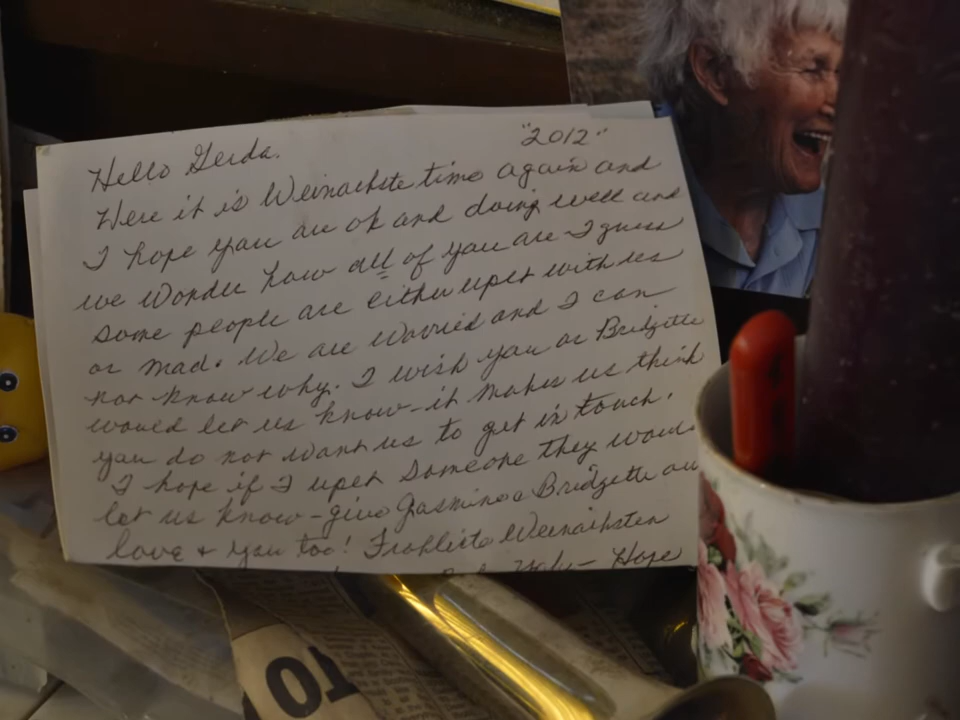 "2012"
Hello Gerda.
Here it is Weinachste time again and
I hope you are ok and doing well and
we wonder how all of you are - I guess
some people are either upset with us
or mad. We are worried and I can
not know why. I wish you or Bridgette
would let us know - it makes us think
you do not want us to get in touch.
I hope if I upset someone they would
let us know - give Jasmine & Bridgette our
love & you too! Weinachsten
Hope
TO